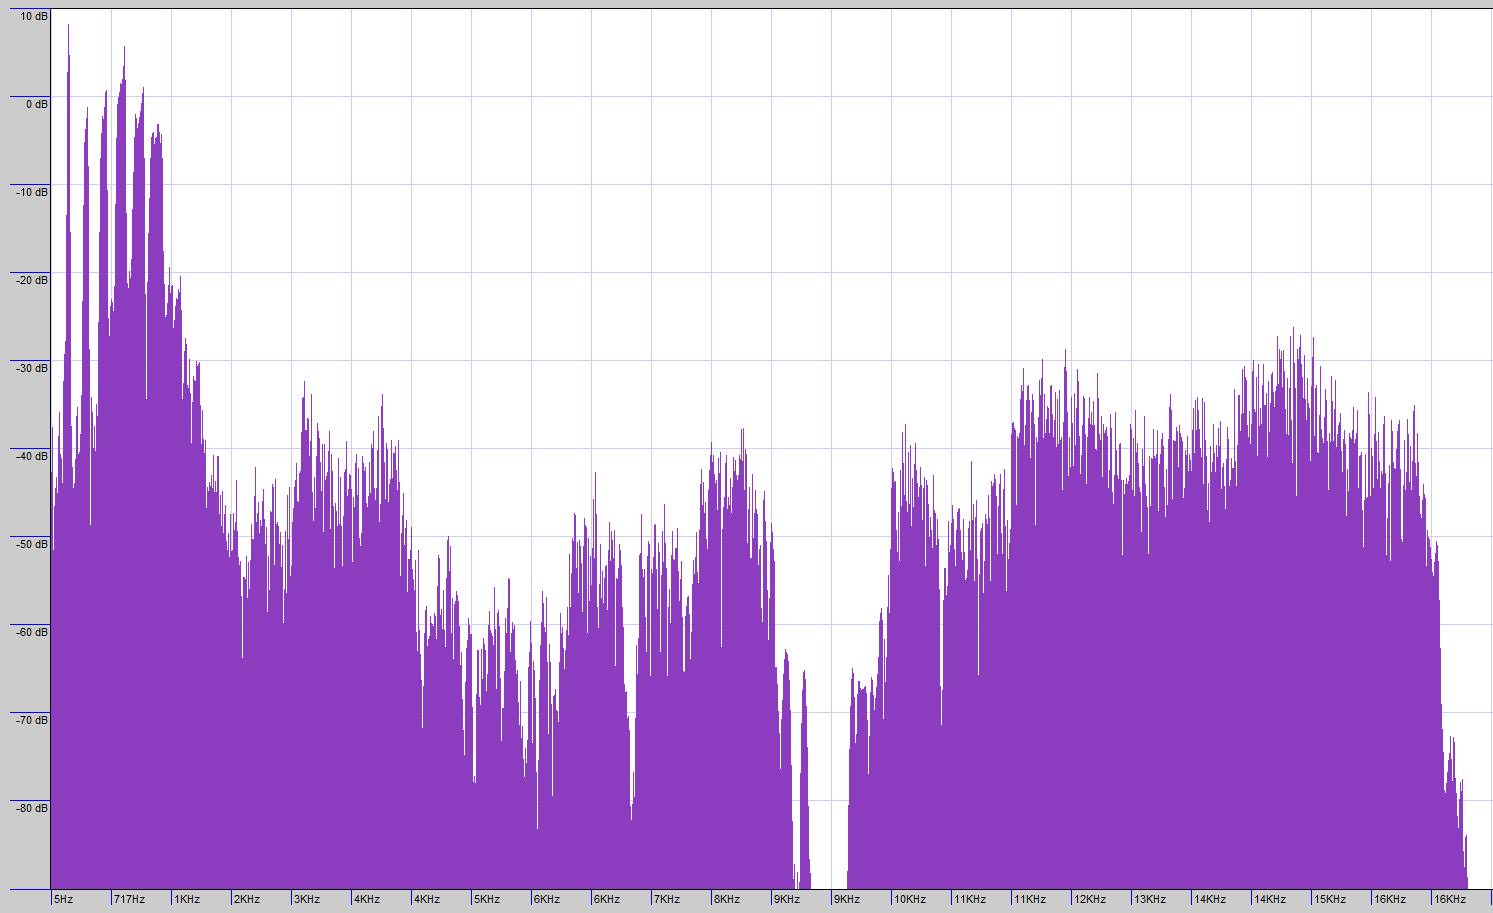 10 dB
0 dB
-10 dB
-20 dB
-30 dB
-40 dB
-50 dB
-60 dB
-70 dB
-80 dB
5Hz 717Hz 1KHz 2KHz 3KHz 4KHz 4KHz 5KHz 6KHz 6KHz 7KHz 8KHz 9KHz 9KHz 10KHz 11KHz 11KHz 12KHz 13KHz 14KHz 14KHz 15KHz 16KHz 16KHz